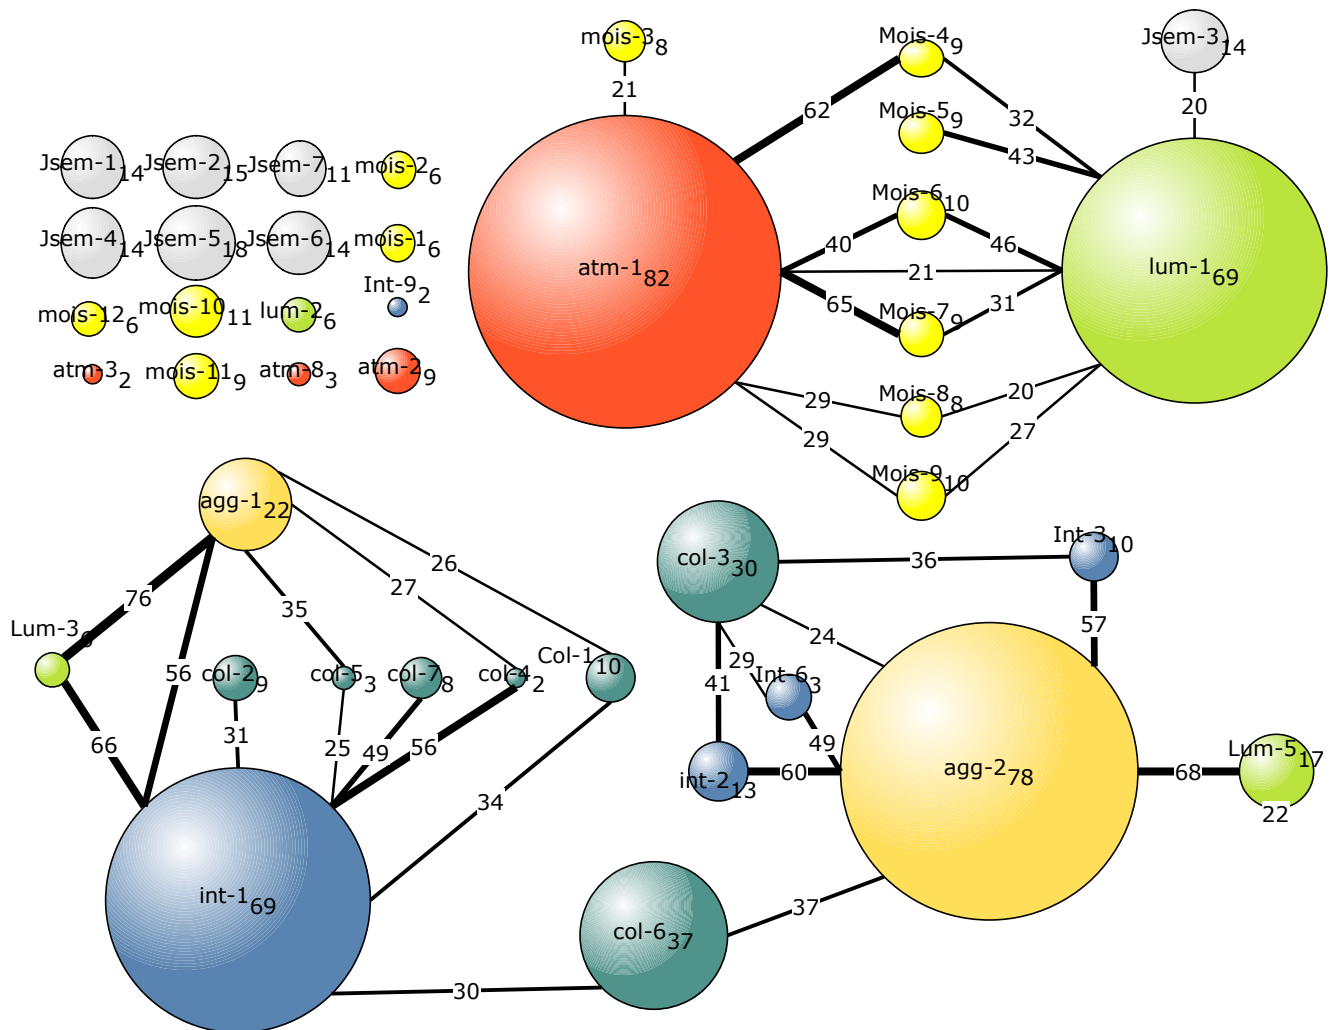 mois-3 8
Mois-4 9
Jsem-3 14
21
62
32
20
Mois-5 9
43
Jsem-1 14
Jsem-2 15
Jsem-7 11
mois-2 6
Mois-6 10
40
46
Jsem-4 14
Jsem-5 18
Jsem-6 14
mois-1 6
atm-1 82
21
lum-1 69
Int-9 2
mois-12 6
mois-10 11
lum-2 6
65
Mois-7 9
31
atm-3 2
mois-11 9
atm-8 3
atm-2 9
29
Mois-8 8
20
29
27
Mois-9 10
agg-1 22
26
27
76
35
56
Lum-3 6
col-2 9
col-5 3
col-7 8
col-4 2
Col-1 10
66
31
25
49
56
34
int-1 69
30
col-3 30
36
Int-3 10
24
57
29
41
Int-6 3
49
int-2 13
60
agg-2 78
68
Lum-5 17
22
37
col-6 37